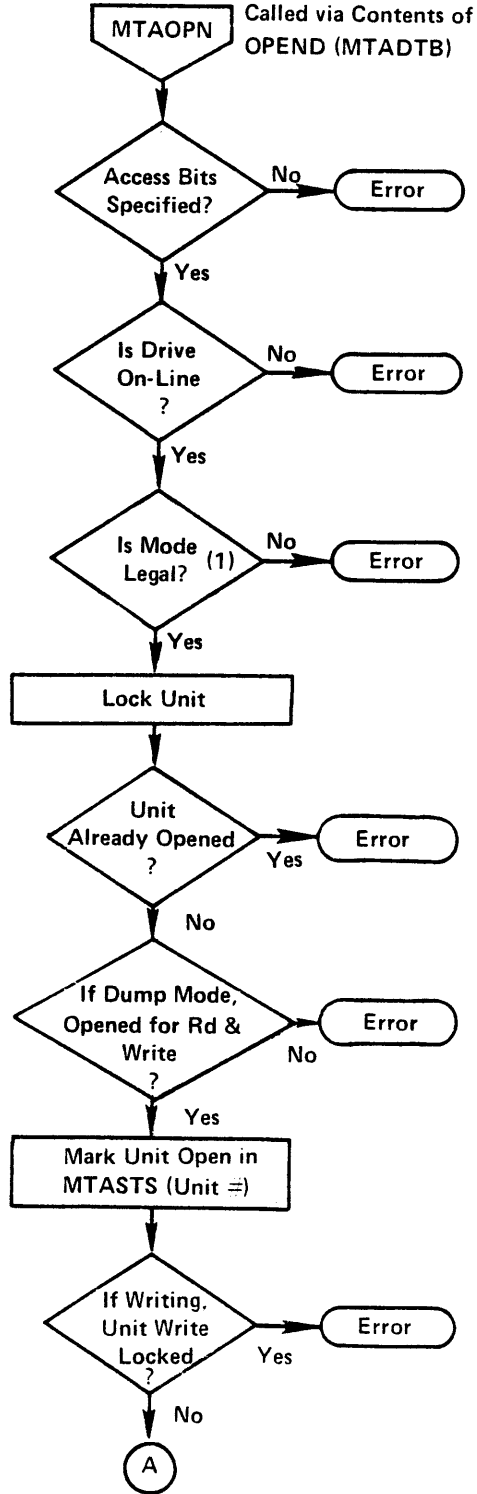 MTAOPN
Called via Contents of
OPEND (MTADTB)
Access Bits
Specified?
No
Error
Yes
Is Drive
On-Line
?
No
Error
Yes
Is Mode
Legal?
(1)
No
Error
Yes
Lock Unit
Unit
Already Opened
?
Yes
Error
No
If Dump Mode,
Opened for Rd &
Write
?
No
Error
Yes
Mark Unit Open in
MTASTS (Unit #)
If Writing,
Unit Write
Locked
?
Yes
Error
No
A